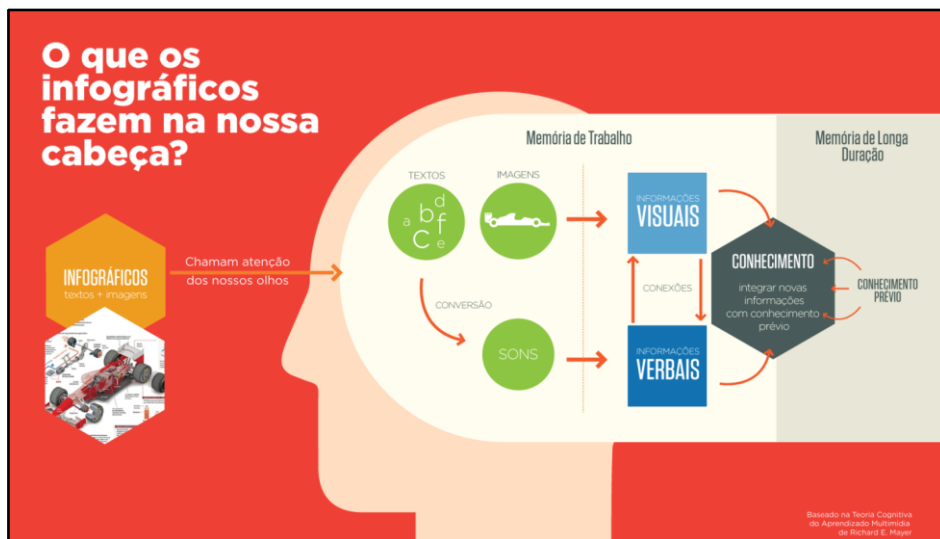 O que os
infográficos
fazem na nossa
cabeça?
INFOGRÁFICOS
textos + imagens
Chamam atenção
dos nossos olhos
Memória de Trabalho
TEXTOS
IMAGENS
a b d
c f e
CONVERSÃO
SONS
INFORMAÇÕES
VISUAIS
CONEXÕES
INFORMAÇÕES
VERBAIS
Memória de Longa
Duração
CONHECIMENTO
integrar novas
informações
com conhecimento
prévio
CONHECIMENTO
PRÉVIO
Baseado na Teoria Cognitiva
do Aprendizado Multimídia
de Richard E. Mayer